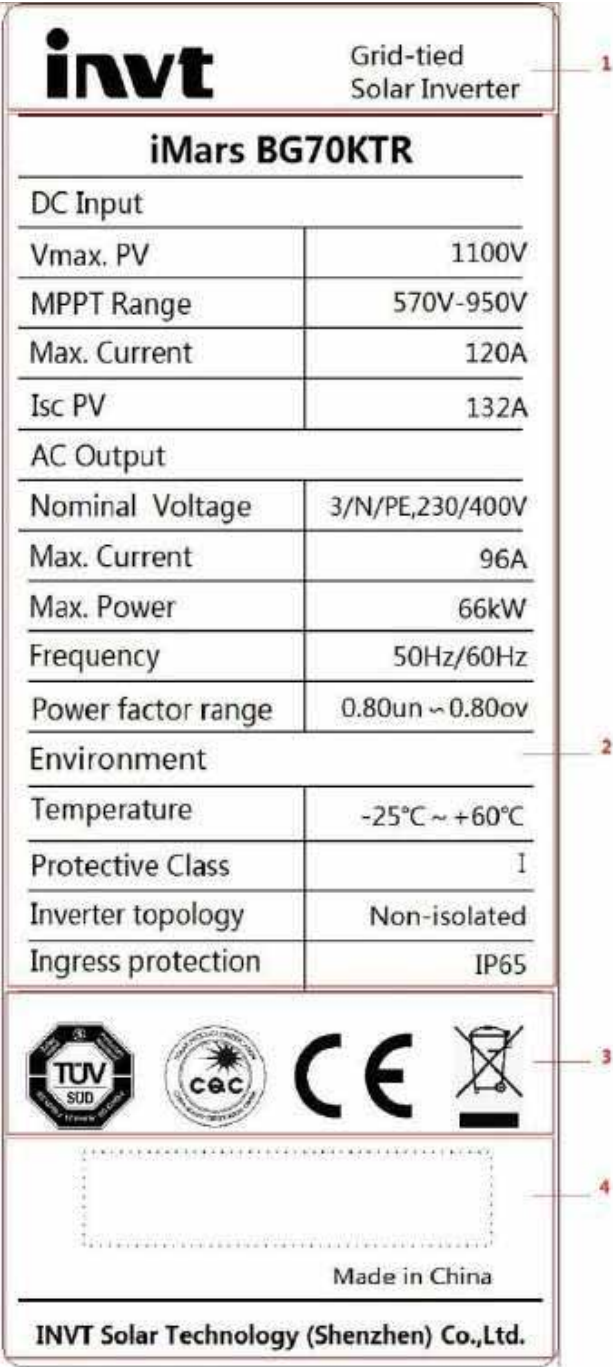 invt
Grid-tied
Solar Inverter
1
iMars BG70KTR
DC Input
Vmax. PV 1100V
MPPT Range 570V-950V
Max. Current 120A
Isc PV 132A
AC Output
Nominal Voltage 3/N/PE,230/400V
Max. Current 96A
Max. Power 66kW
Frequency 50Hz/60Hz
Power factor range 0.80un ~ 0.80ov
Environment
2
Temperature -25℃ ~ +60℃
Protective Class I
Inverter topology Non-isolated
Ingress protection IP65
TÜV
SÜD
cqc
CE
3
4
Made in China
INVT Solar Technology (Shenzhen) Co.,Ltd.